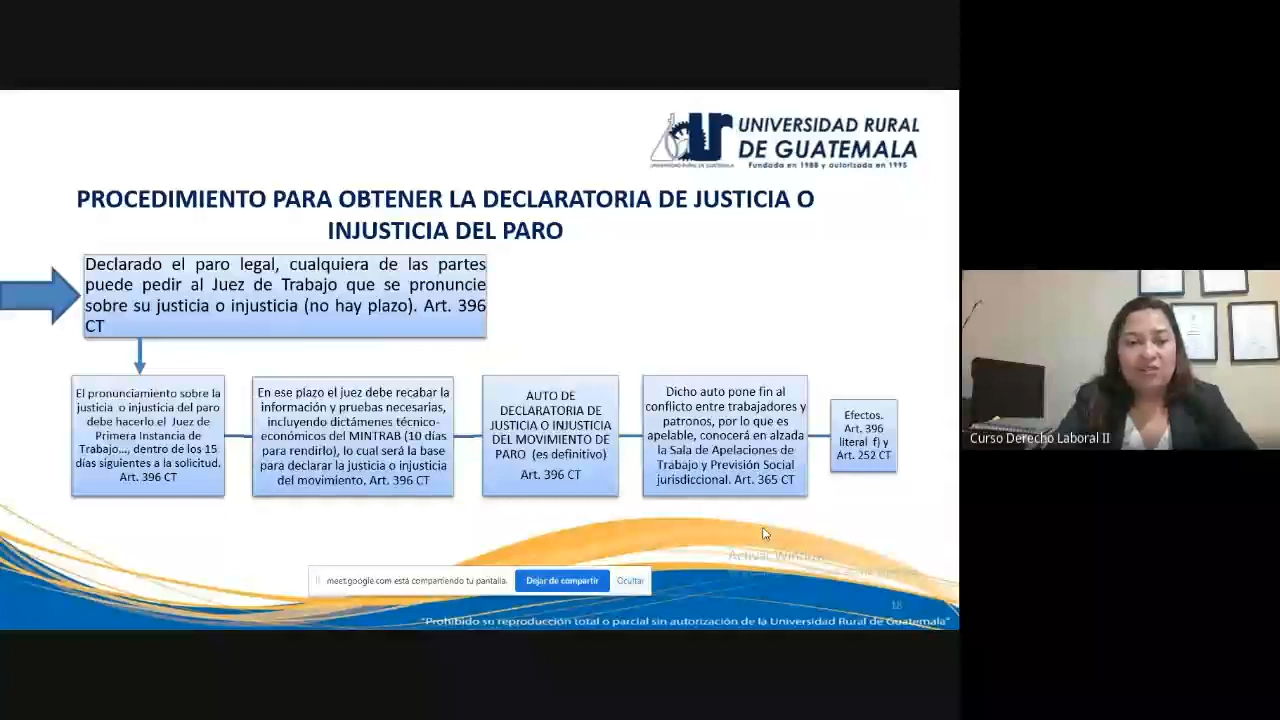 UNIVERSIDAD RURAL
DE GUATEMALA
Fundada en 1988 y autorizada en 1995
PROCEDIMIENTO PARA OBTENER LA DECLARATORIA DE JUSTICIA O
INJUSTICIA DEL PARO
Declarado el paro legal, cualquiera de las partes
puede pedir al Juez de Trabajo que se pronuncie
sobre su justicia o injusticia (no hay plazo). Art. 396
CT
El pronunciamiento sobre la
justicia o injusticia del paro
debe hacerlo el Juez de
Primera Instancia de
Trabajo..., dentro de los 15
días siguientes a la solicitud.
Art. 396 CT
En ese plazo el juez debe recabar la
información y pruebas necesarias,
incluyendo dictámenes técnico-
económicos del MINTRAB (10 días
para rendirlo), lo cual será la base
para declarar la justicia o injusticia
del movimiento. Art. 396 CT
AUTO DE
DECLARATORIA DE
JUSTICIA O INJUSTICIA
DEL MOVIMIENTO DE
PARO (es definitivo)
Art. 396 CT
Dicho auto pone fin al
conflicto entre trabajadores y
patronos, por lo que es
apelable, conocerá en alzada
la Sala de Apelaciones de
Trabajo y Previsión Social
jurisdiccional. Art. 365 CT
Efectos.
Art. 396
literal f) y
Art. 252 CT
Curso Derecho Laboral II
Activar Windows
meet.google.com está compartiendo tu pantalla.
Dejar de compartir
Ocultar
18
"Prohibido su reproducción total o parcial sin autorización de la Universidad Rural de Guatemala"